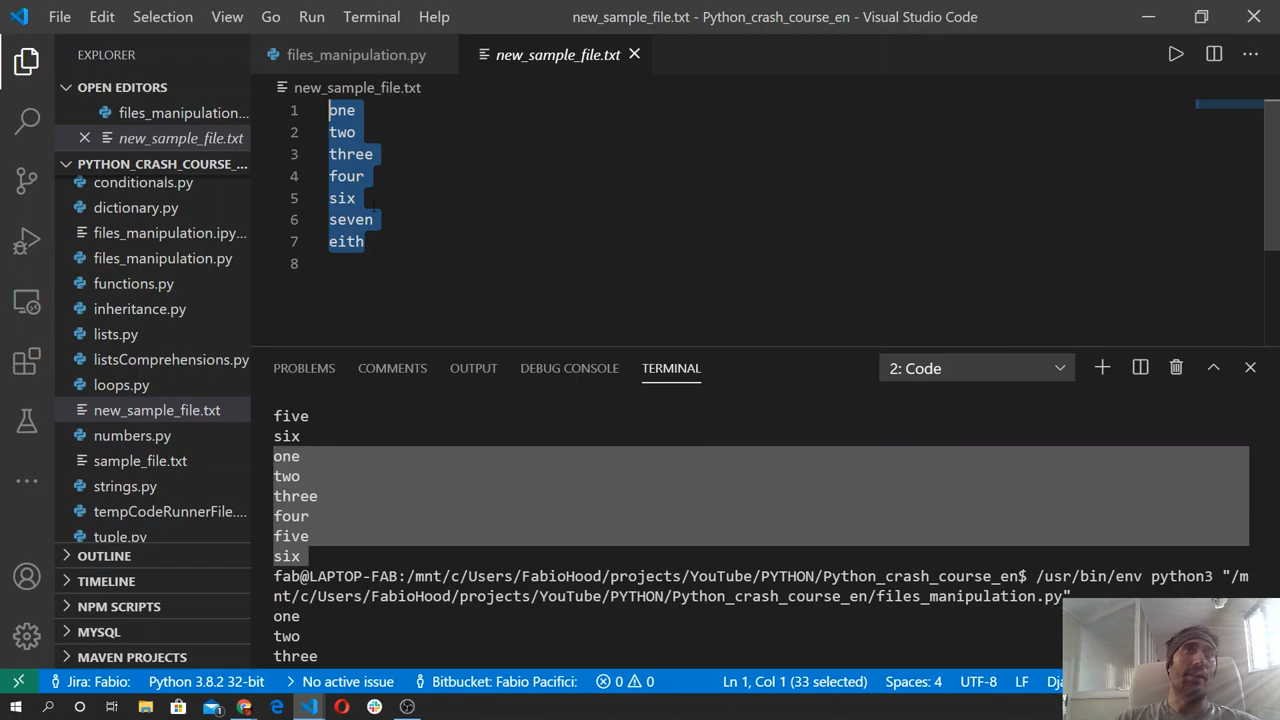 File Edit Selection View Go Run Terminal Help new_sample_file.txt - Python_crash_course_en - Visual Studio Code
EXPLORER
OPEN EDITORS
files_manipulation...
new_sample_file.txt
PYTHON_CRASH_COURSE_...
conditionals.py
dictionary.py
files_manipulation.ipy...
files_manipulation.py
functions.py
inheritance.py
lists.py
listsComprehensions.py
loops.py
new_sample_file.txt
numbers.py
sample_file.txt
strings.py
tempCodeRunnerFile....
tuple.py
OUTLINE
TIMELINE
NPM SCRIPTS
MYSQL
MAVEN PROJECTS
files_manipulation.py new_sample_file.txt
new_sample_file.txt
1 one
2 two
3 three
4 four
5 six
6 seven
7 eith
8
PROBLEMS COMMENTS OUTPUT DEBUG CONSOLE TERMINAL 2: Code
five
six
one
two
three
four
five
six
fab@LAPTOP-FAB:/mnt/c/Users/FabioHood/projects/YouTube/PYTHON/Python_crash_course_en$ /usr/bin/env python3 "/m
nt/c/Users/FabioHood/projects/YouTube/PYTHON/Python_crash_course_en/files_manipulation.py"
one
two
three
Jira: Fabio: Python 3.8.2 32-bit No active issue Bitbucket: Fabio Pacifici: 0 0 Ln 1, Col 1 (33 selected) Spaces: 4 UTF-8 LF